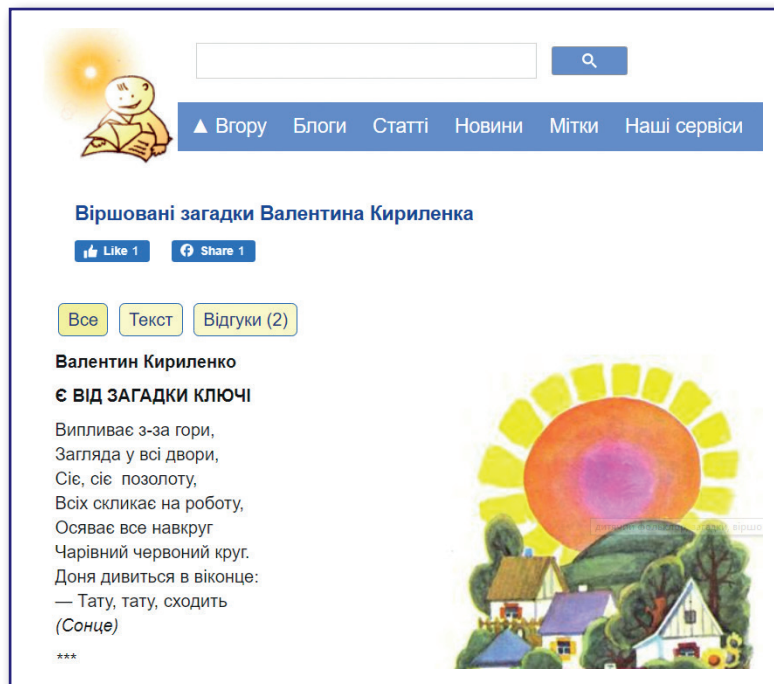 ▲ Вгору Блоги Статті Новини Мітки Наші сервіси
Віршовані загадки Валентина Кириленка
Like 1 Share 1
Все Текст Відгуки (2)
Валентин Кириленко
Є ВІД ЗАГАДКИ КЛЮЧІ
Випливає з-за гори,
Загляда у всі двори,
Сіє, сіє позолоту,
Всіх скликає на роботу,
Осяває все навкруг
Чарівний червоний круг.
Доня дивиться в віконце:
— Тату, тату, сходить
(Сонце)
***